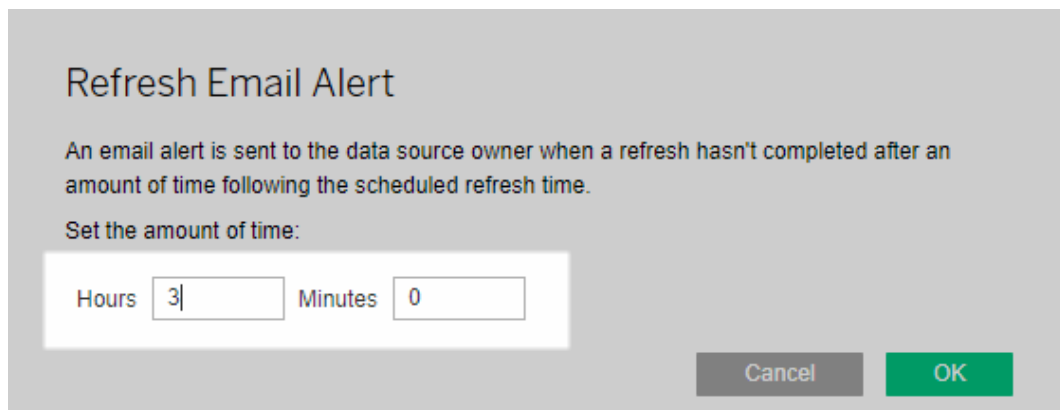 Refresh Email Alert
An email alert is sent to the data source owner when a refresh hasn't completed after an
amount of time following the scheduled refresh time.
Set the amount of time:
Hours 3 Minutes 0
Cancel OK